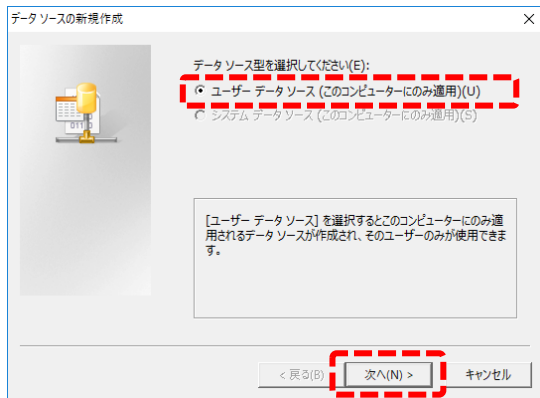 データ ソースの新規作成
データ ソース型を選択してください(E):
ユーザー データ ソース (このコンピューターにのみ適用)(U)
システム データ ソース (このコンピューターにのみ適用)(S)
[ユーザー データ ソース] を選択するとこのコンピューターにのみ適
用されるデータ ソースが作成され、そのユーザーのみが使用できま
す。
< 戻る(B)
次へ(N) >
キャンセル